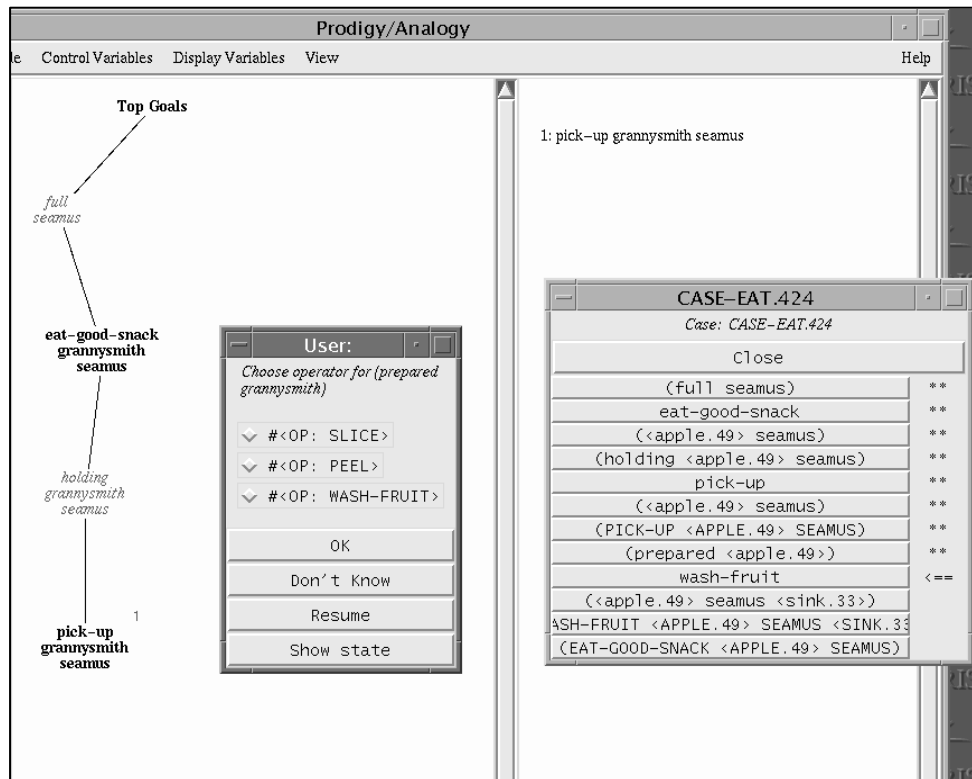 Prodigy/Analogy
le Control Variables Display Variables View Help
Top Goals
full
seamus
eat-good-snack
grannysmith
seamus
holding
grannysmith
seamus
1
pick-up
grannysmith
seamus
1: pick-up grannysmith seamus
User:
Choose operator for (prepared
grannysmith)
#<OP: SLICE>
#<OP: PEEL>
#<OP: WASH-FRUIT>
OK
Don't Know
Resume
Show state
CASE-EAT.424
Case: CASE-EAT.424
Close
(full seamus) **
eat-good-snack **
(<apple.49> seamus) **
(holding <apple.49> seamus) **
pick-up **
(<apple.49> seamus) **
(PICK-UP <APPLE.49> SEAMUS) **
(prepared <apple.49>) **
wash-fruit <==
(<apple.49> seamus <sink.33>)
ASH-FRUIT <APPLE.49> SEAMUS <SINK.33
(EAT-GOOD-SNACK <APPLE.49> SEAMUS)